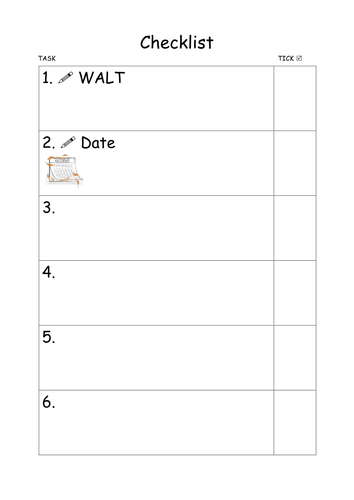 Checklist
TASK TICK ☑
1. ✏ WALT
2. ✏ Date
3.
4.
5.
6.